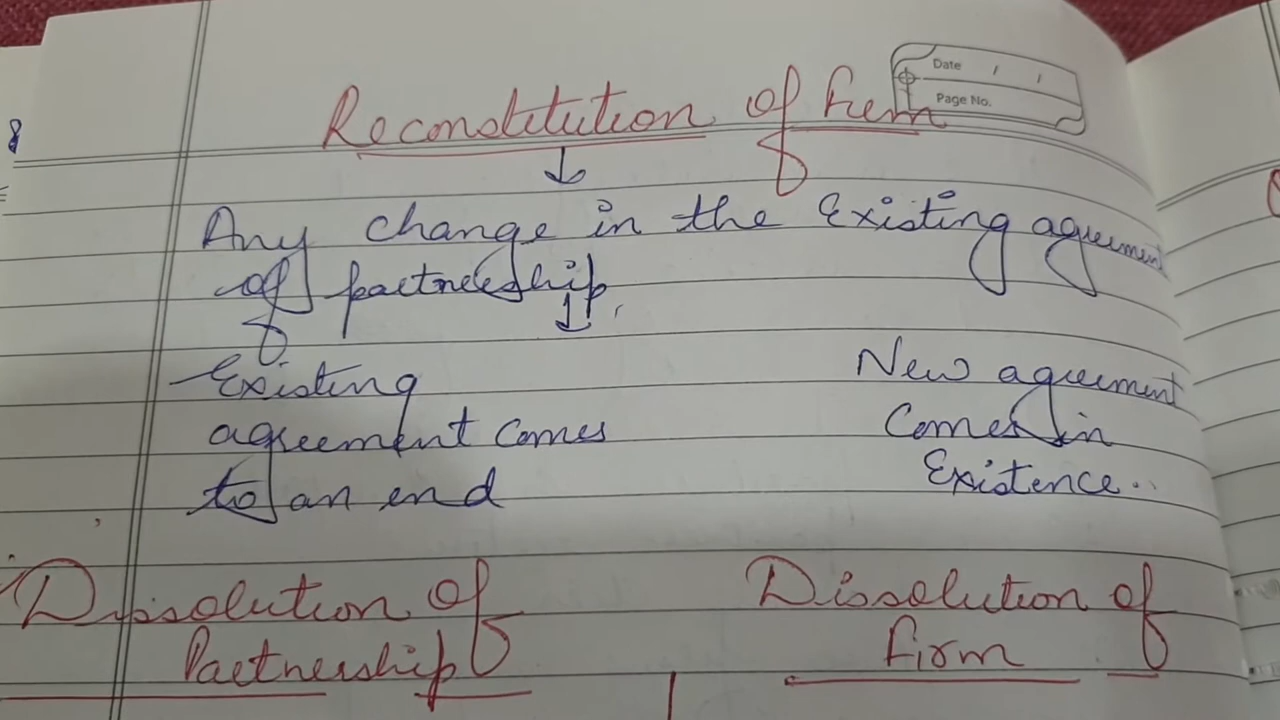 Date / /
Page No.
Reconstitution of firm
↓
Any change in the Existing agreement
of partnership.
↓
Existing
agreement comes
to an end
New agreement
Comes in
Existence..
Dissolution of
Partnership
Dissolution of
firm